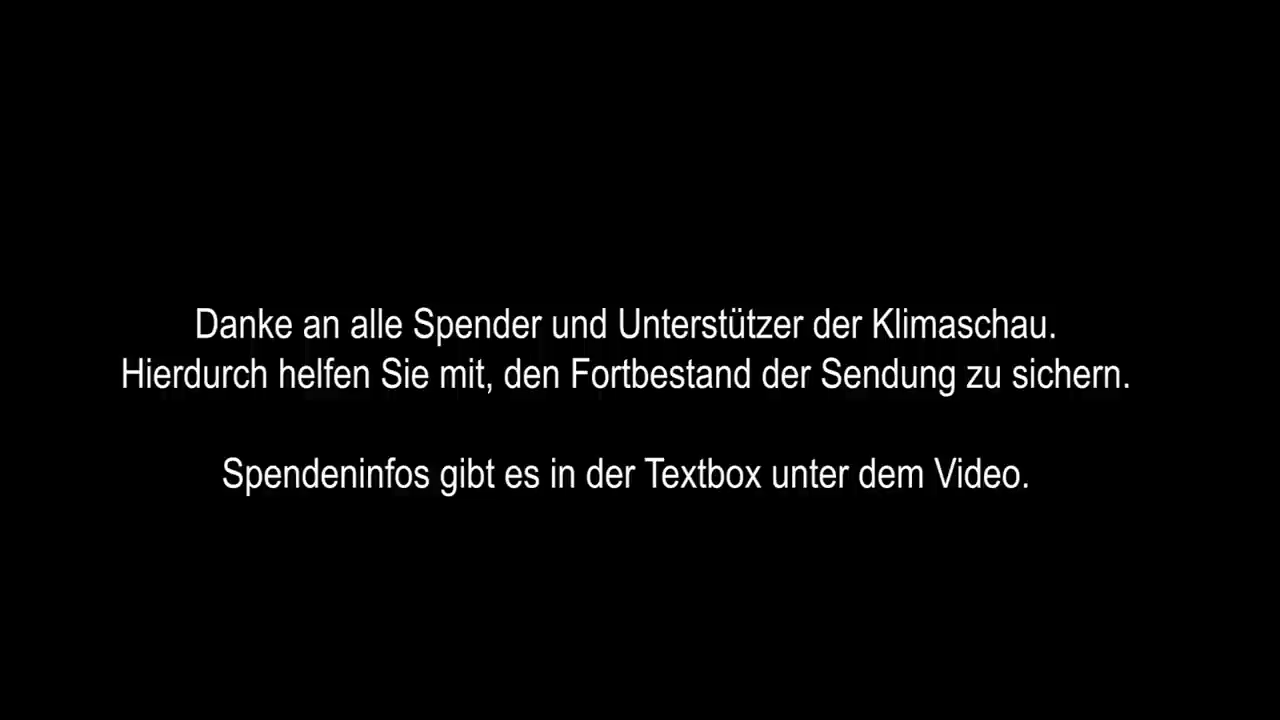 Danke an alle Spender und Unterstützer der Klimaschau.
Hierdurch helfen Sie mit, den Fortbestand der Sendung zu sichern.
Spendeninfos gibt es in der Textbox unter dem Video.